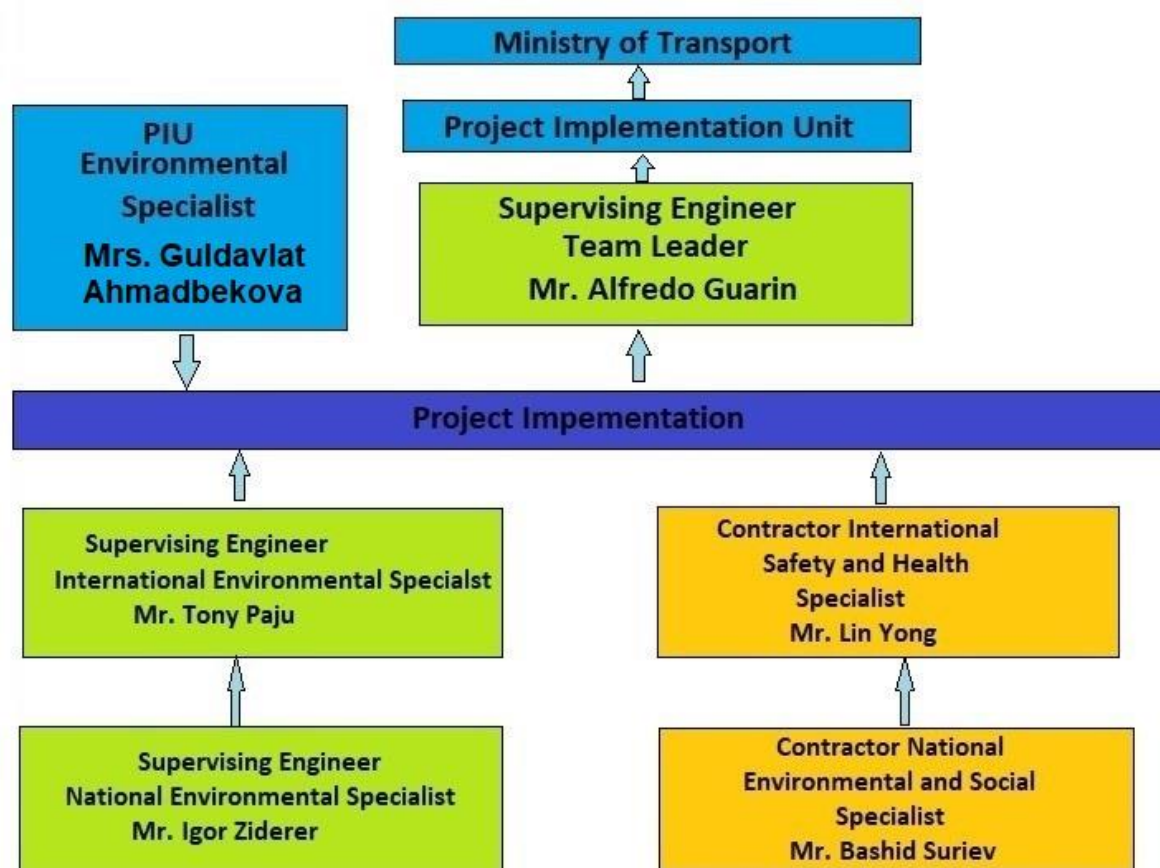 Ministry of Transport
Project Implementation Unit
PIU
Environmental
Specialist
Mrs. Guldavlat
Ahmadbekova
Supervising Engineer
Team Leader
Mr. Alfredo Guarin
Project Impementation
Supervising Engineer
International Environmental Specialst
Mr. Tony Paju
Contractor International
Safety and Health
Specialist
Mr. Lin Yong
Supervising Engineer
National Environmental Specialist
Mr. Igor Ziderer
Contractor National
Environmental and Social
Specialist
Mr. Bashid Suriev